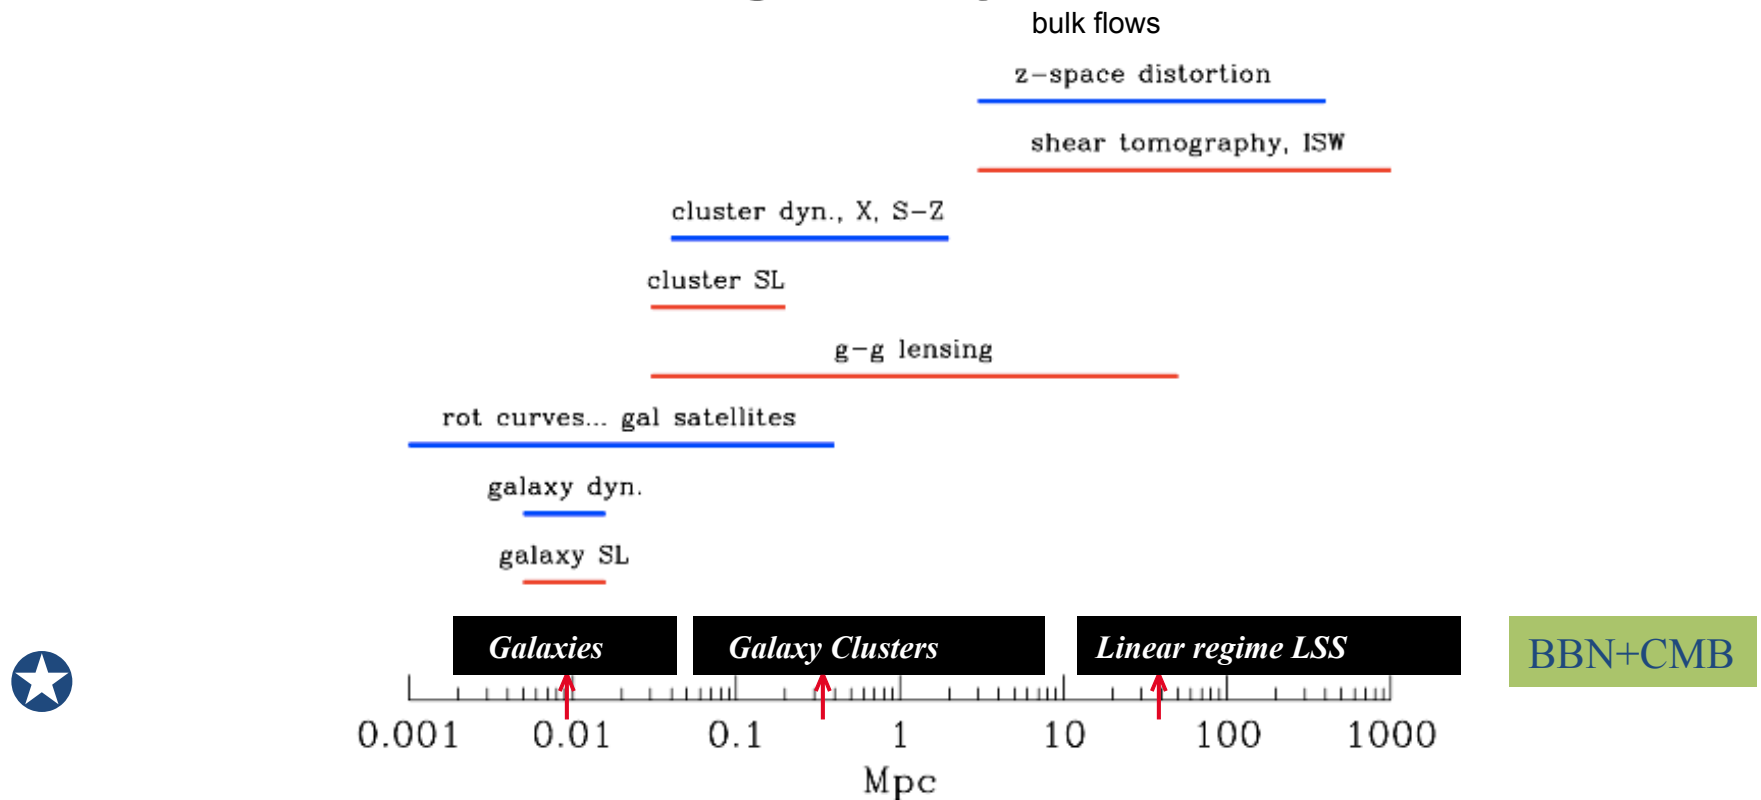 bulk flows
z-space distortion
shear tomography, ISW
cluster dyn., X, S-Z
cluster SL
g-g lensing
rot curves... gal satellites
galaxy dyn.
galaxy SL
Galaxies Galaxy Clusters Linear regime LSS BBN+CMB
0.001 0.01 0.1 1 10 100 1000
Mpc